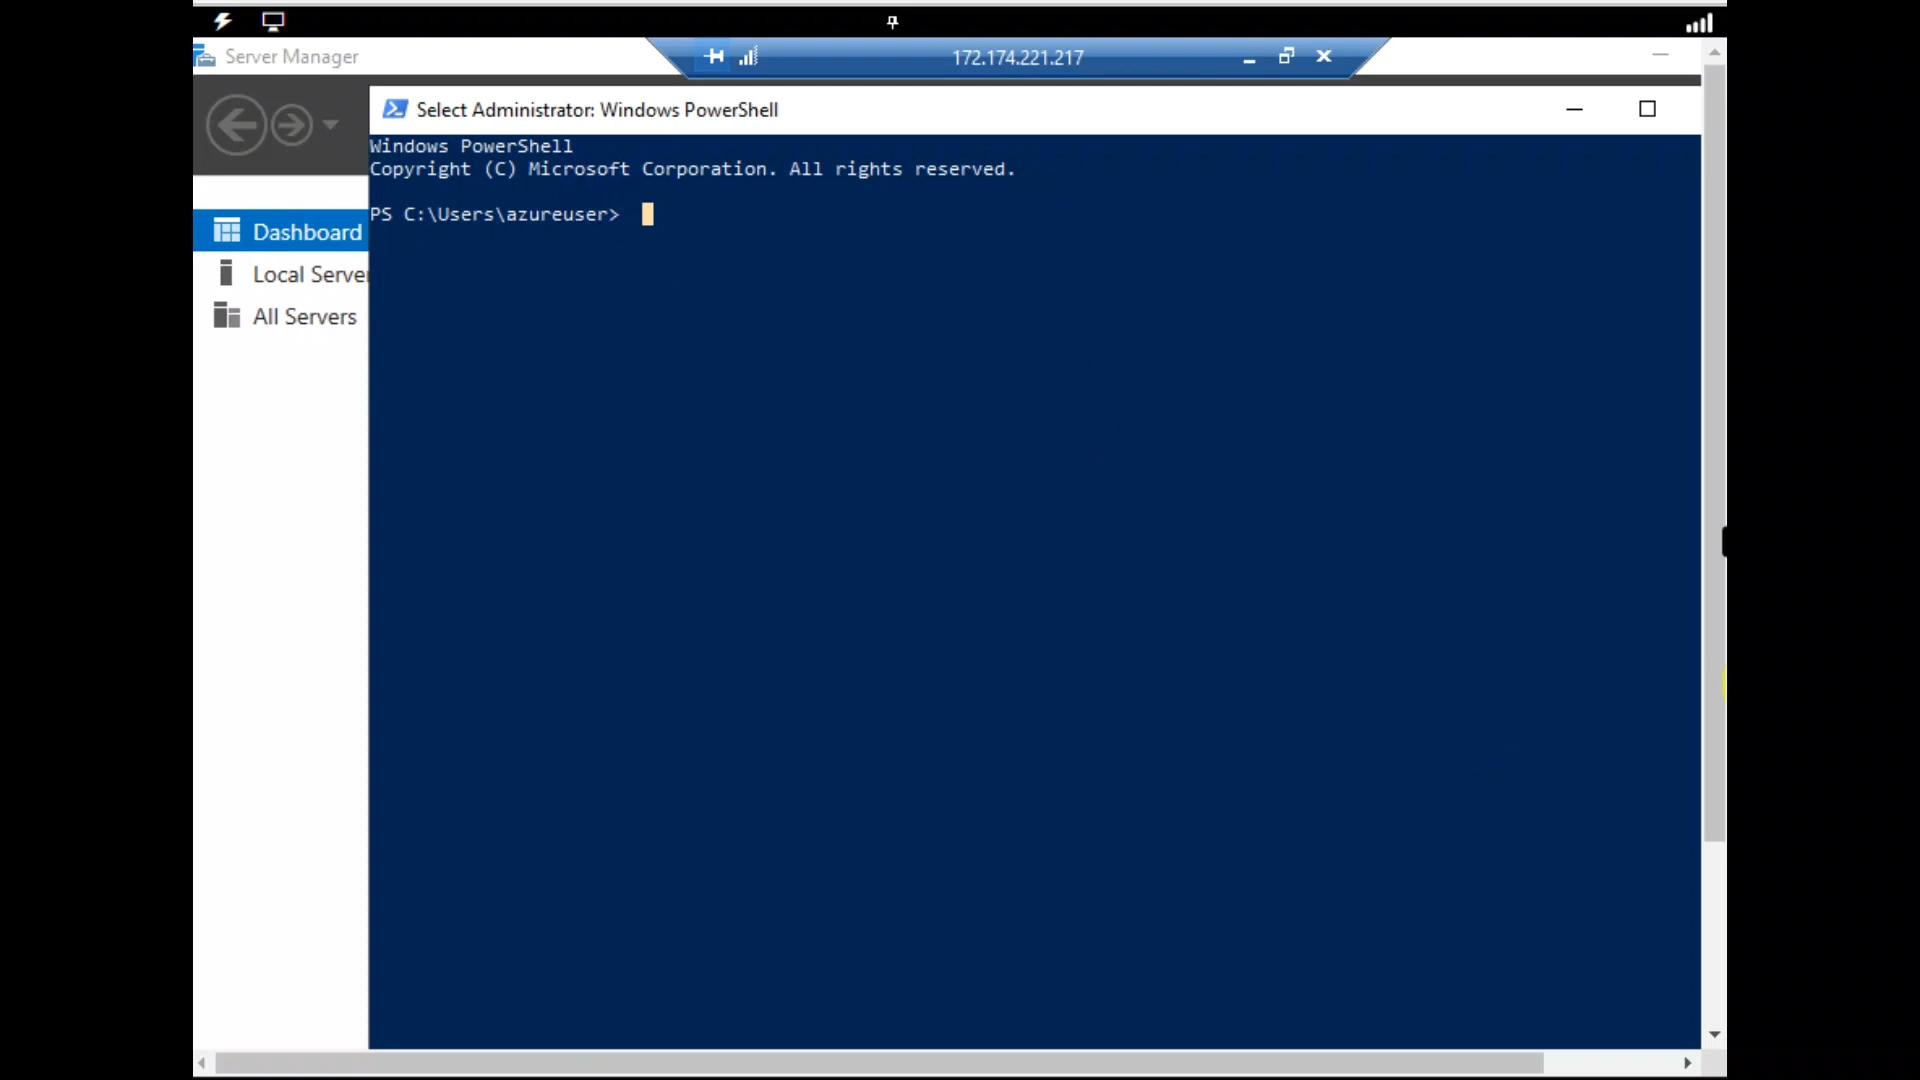 172.174.221.217
Server Manager
Select Administrator: Windows PowerShell
Windows PowerShell
Copyright (C) Microsoft Corporation. All rights reserved.
PS C:\Users\azureuser>
Dashboard
Local Server
All Servers